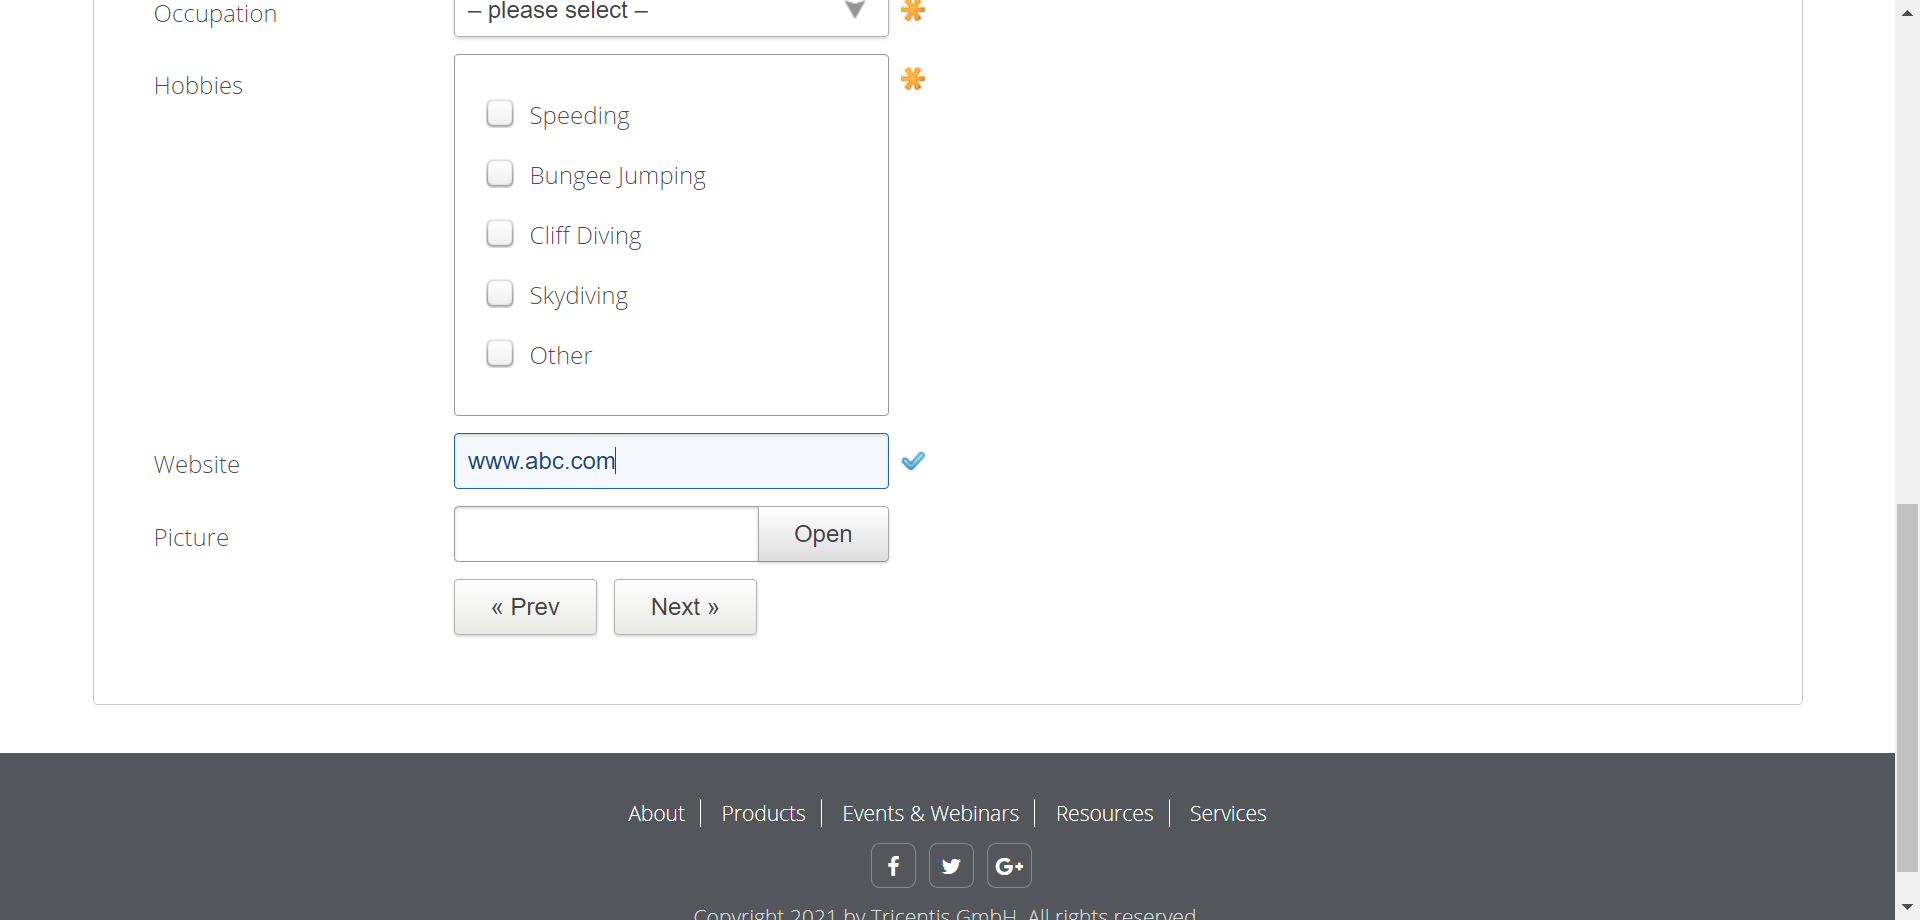 Occupation
– please select –
Hobbies
Speeding
Bungee Jumping
Cliff Diving
Skydiving
Other
Website
www.abc.com
Picture
Open
« Prev
Next »
About
Products
Events & Webinars
Resources
Services
Copyright 2021 by Tricentis GmbH. All rights reserved.